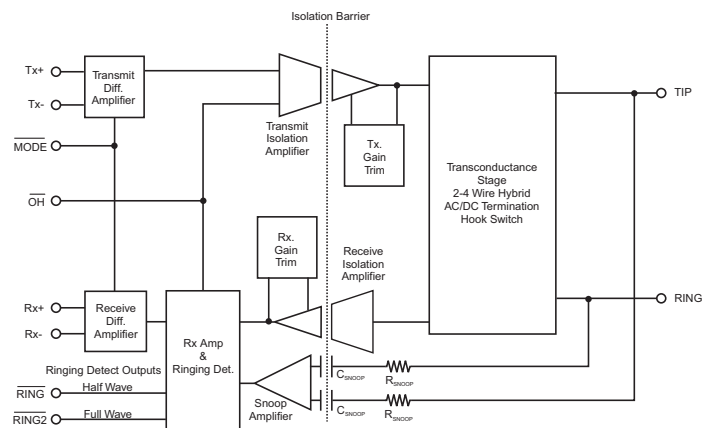 Isolation Barrier
Tx+
Tx-
MODE
OH
Transmit
Diff.
Amplifier
Transmit
Isolation
Amplifier
Tx.
Gain
Trim
Transconductance
Stage
2-4 Wire Hybrid
AC/DC Termination
Hook Switch
TIP
RING
Rx.
Gain
Trim
Receive
Isolation
Amplifier
Rx+
Rx-
Receive
Diff.
Amplifier
Rx Amp
&
Ringing Det.
Ringing Detect Outputs
RING
Half Wave
RING2
Full Wave
Snoop
Amplifier
CSNOOP
RSNOOP
CSNOOP
RSNOOP